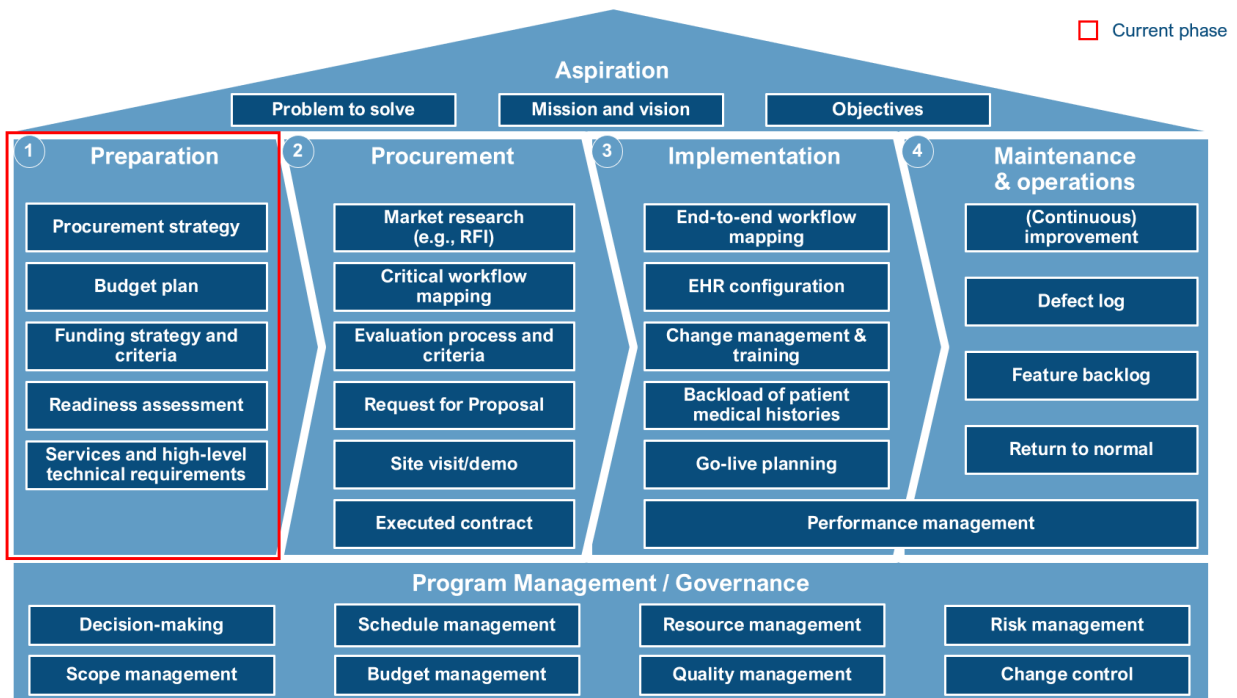 Current phase
Aspiration
Problem to solve
Mission and vision
Objectives
1
Preparation
Procurement strategy
Budget plan
Funding strategy and
criteria
Readiness assessment
Services and high-level
technical requirements
2
Procurement
Market research
(e.g., RFI)
Critical workflow
mapping
Evaluation process and
criteria
Request for Proposal
Site visit/demo
Executed contract
3
Implementation
End-to-end workflow
mapping
EHR configuration
Change management &
training
Backload of patient
medical histories
Go-live planning
4
Maintenance
& operations
(Continuous)
improvement
Defect log
Feature backlog
Return to normal
Performance management
Program Management / Governance
Decision-making
Schedule management
Resource management
Risk management
Scope management
Budget management
Quality management
Change control